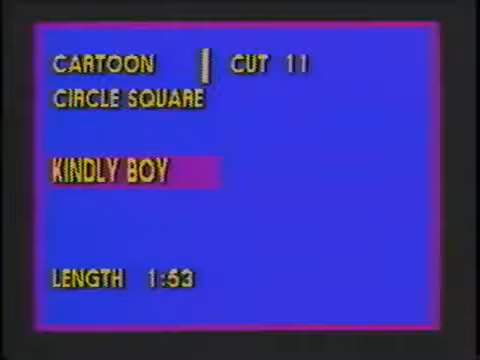 CARTOON | CUT 11
CIRCLE SQUARE
KINDLY BOY
LENGTH 1:53